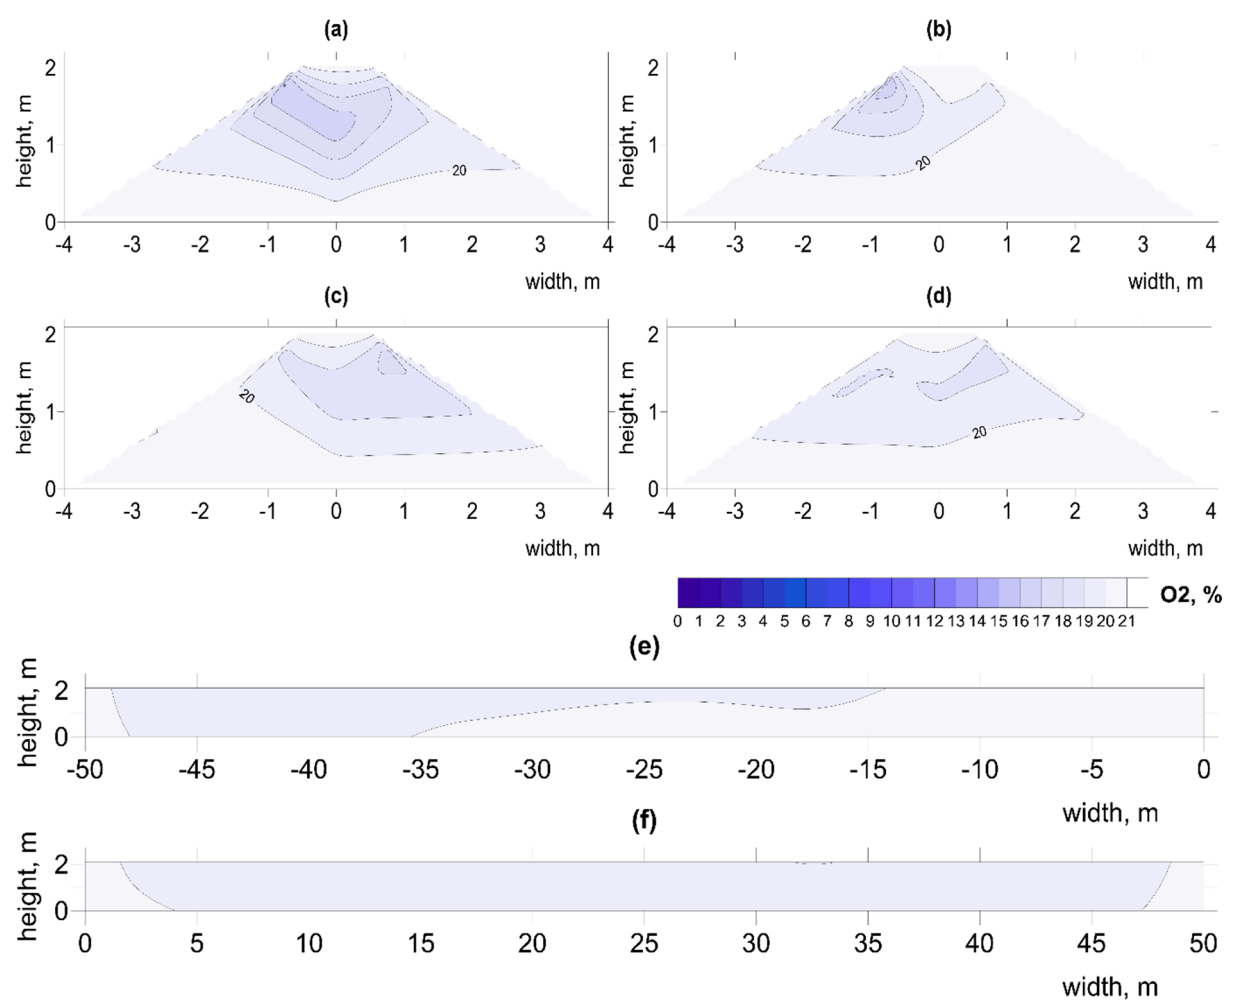 (a) (b)
height, m 2 1 0 20
height, m 2 1 0 20
-4 -3 -2 -1 0 1 2 3 4
-4 -3 -2 -1 0 1 2 3 4
width, m width, m
(c) (d)
height, m 2 1 0 20
height, m 2 1 0 20
-4 -3 -2 -1 0 1 2 3 4
-4 -3 -2 -1 0 1 2 3 4
width, m width, m
O2, %
0 1 2 3 4 5 6 7 8 9 10 11 12 13 14 15 16 17 18 19 20 21
(e)
height, m 2 0
-50 -45 -40 -35 -30 -25 -20 -15 -10 -5 0
width, m
(f)
height, m 2 0
0 5 10 15 20 25 30 35 40 45 50
width, m